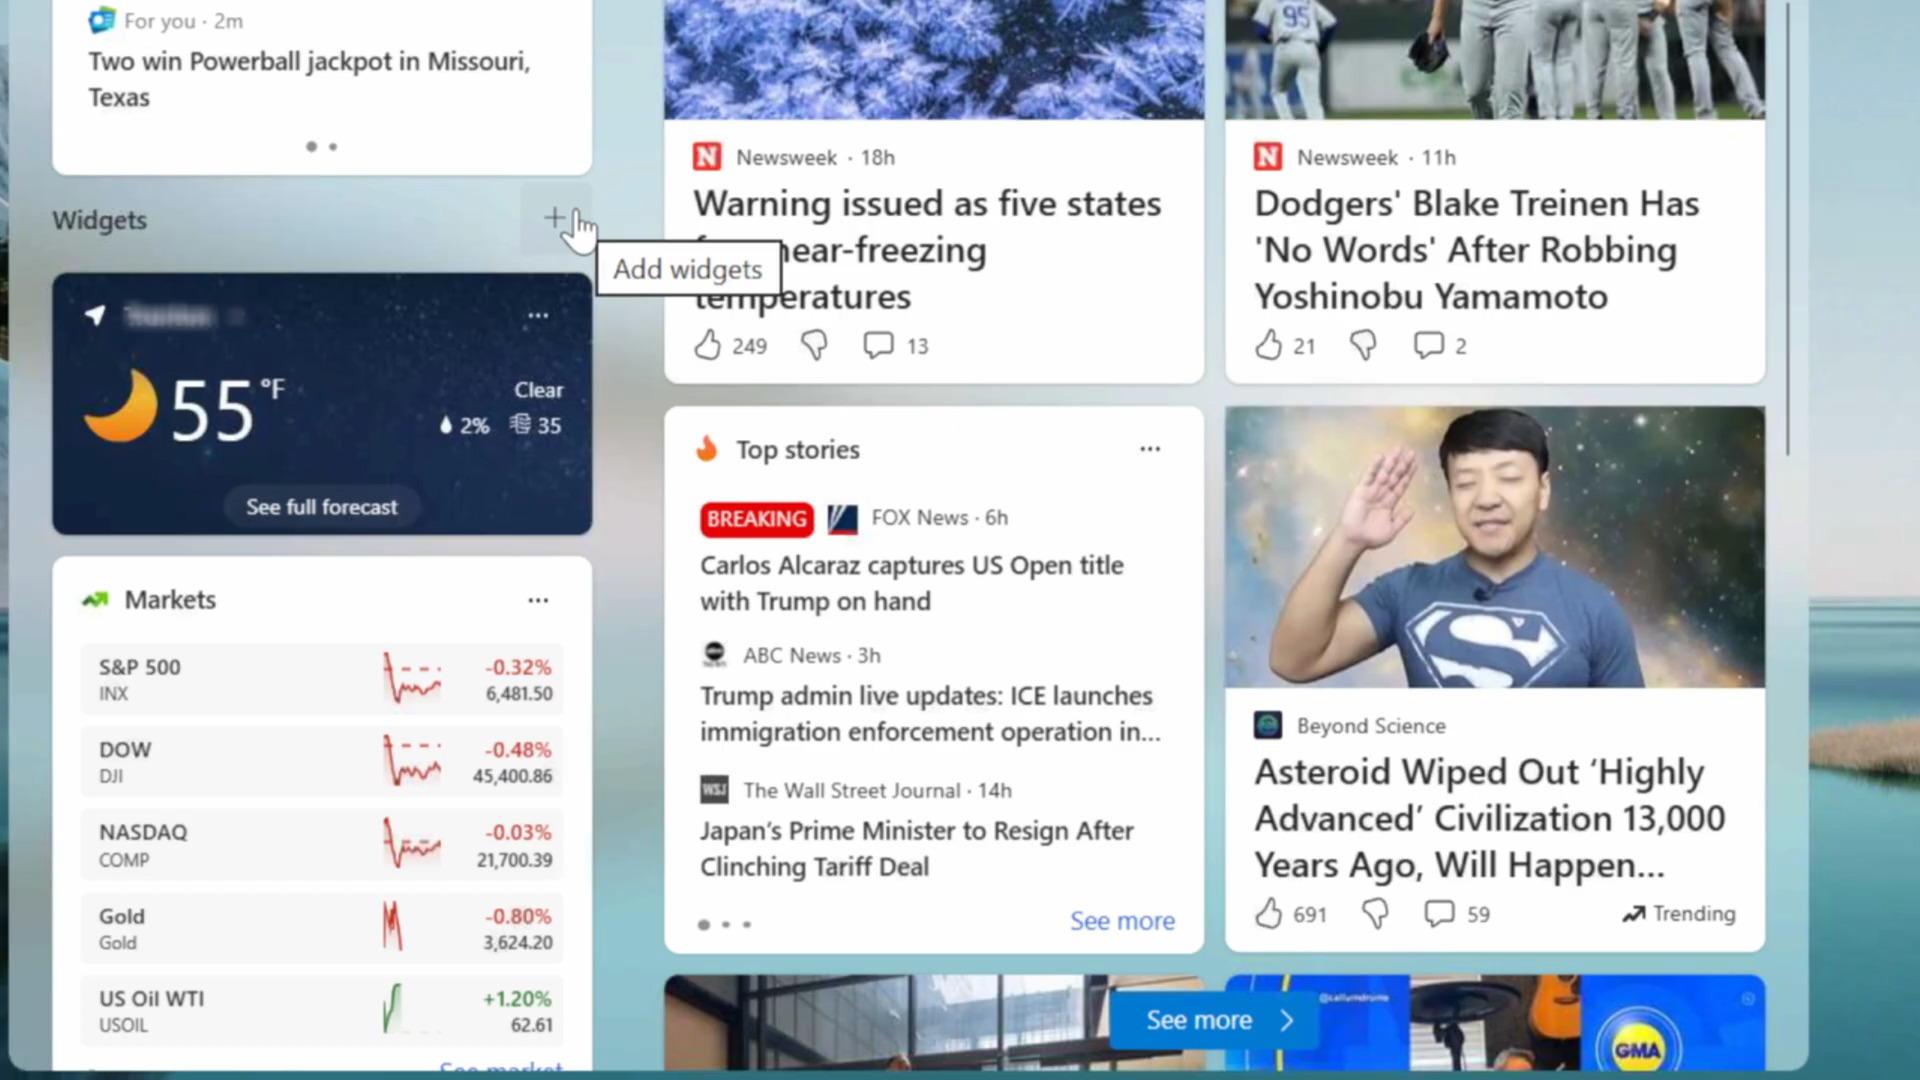 For you · 2m
Two win Powerball jackpot in Missouri,
Texas
Widgets
Add widgets
55 °F
Clear
2% 35
See full forecast
Markets
S&P 500 -0.32%
INX 6,481.50
DOW -0.48%
DJI 45,400.86
NASDAQ -0.03%
COMP 21,700.39
Gold -0.80%
Gold 3,624.20
US Oil WTI +1.20%
USOIL 62.61
See market
Newsweek · 18h
Warning issued as five states
near-freezing
temperatures
249 13
Top stories
BREAKING FOX News · 6h
Carlos Alcaraz captures US Open title
with Trump on hand
ABC News · 3h
Trump admin live updates: ICE launches
immigration enforcement operation in...
WSJ The Wall Street Journal · 14h
Japan's Prime Minister to Resign After
Clinching Tariff Deal
See more
95
Newsweek · 11h
Dodgers' Blake Treinen Has
'No Words' After Robbing
Yoshinobu Yamamoto
21 2
Beyond Science
Asteroid Wiped Out ‘Highly
Advanced’ Civilization 13,000
Years Ago, Will Happen...
691 59 Trending
See more
GMA